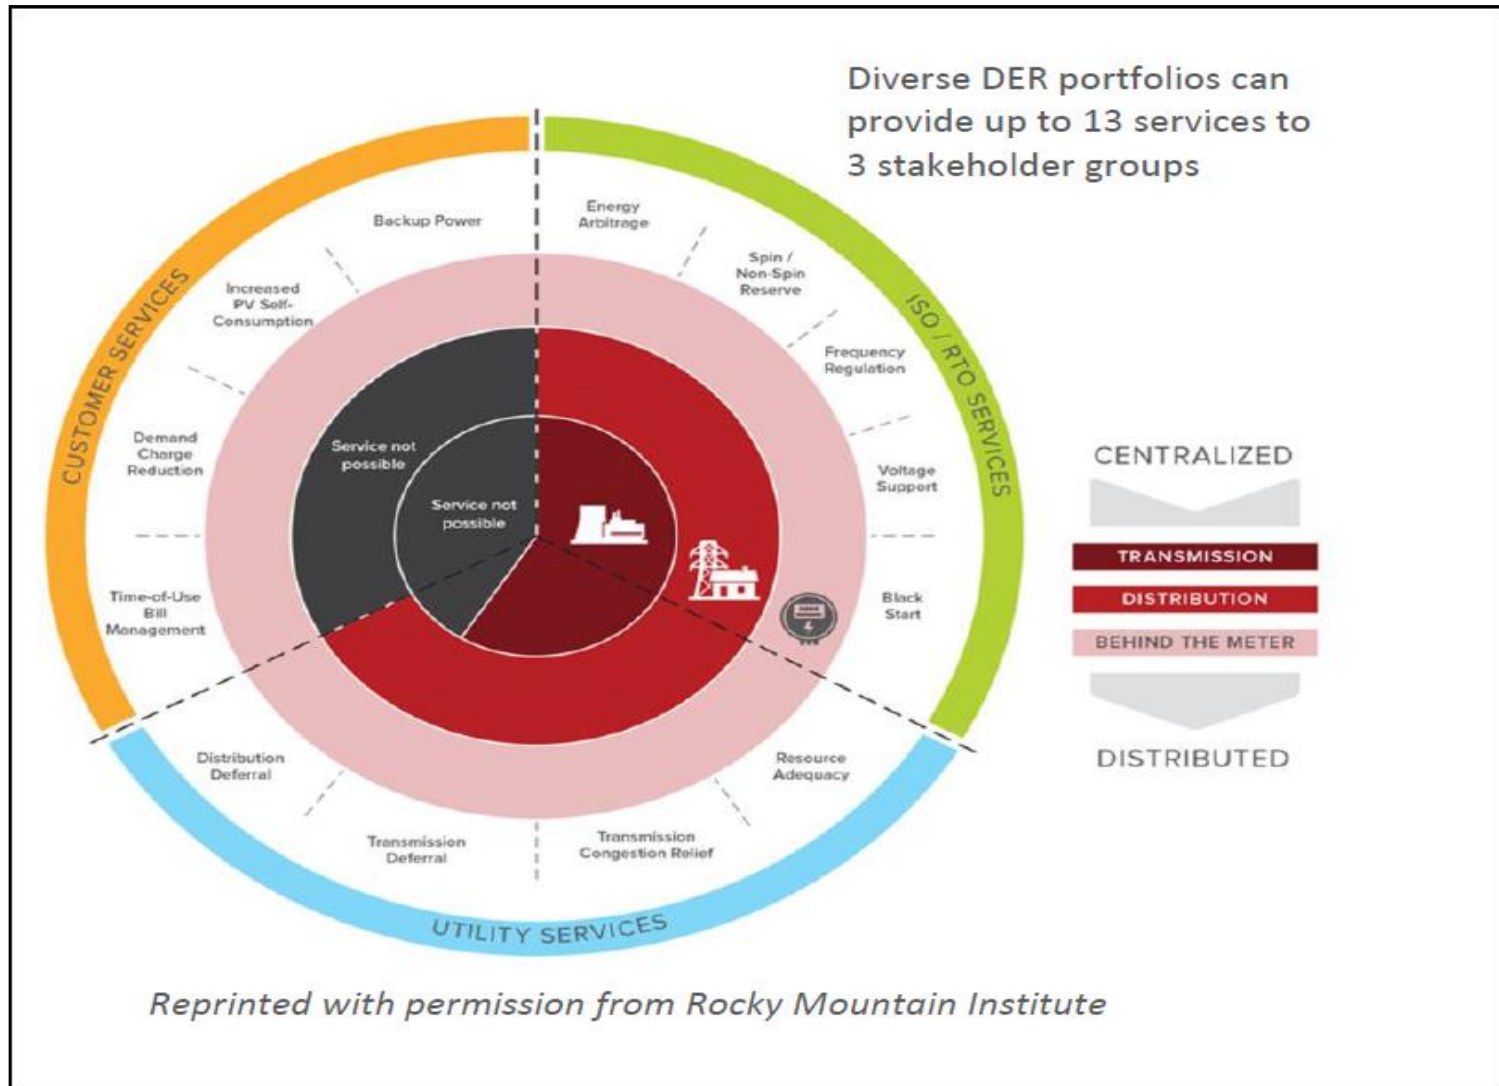 Diverse DER portfolios can
provide up to 13 services to
3 stakeholder groups
CUSTOMER SERVICES
ISO / RTO SERVICES
UTILITY SERVICES
Backup Power
Increased
PV Self-
Consumption
Demand
Charge
Reduction
Time-of-Use
Bill
Management
Energy
Arbitrage
Spin /
Non-Spin
Reserve
Frequency
Regulation
Voltage
Support
Black
Start
Resource
Adequacy
Transmission
Congestion Relief
Transmission
Deferral
Distribution
Deferral
Service not
possible
Service not
possible
CENTRALIZED
TRANSMISSION
DISTRIBUTION
BEHIND THE METER
DISTRIBUTED
Reprinted with permission from Rocky Mountain Institute